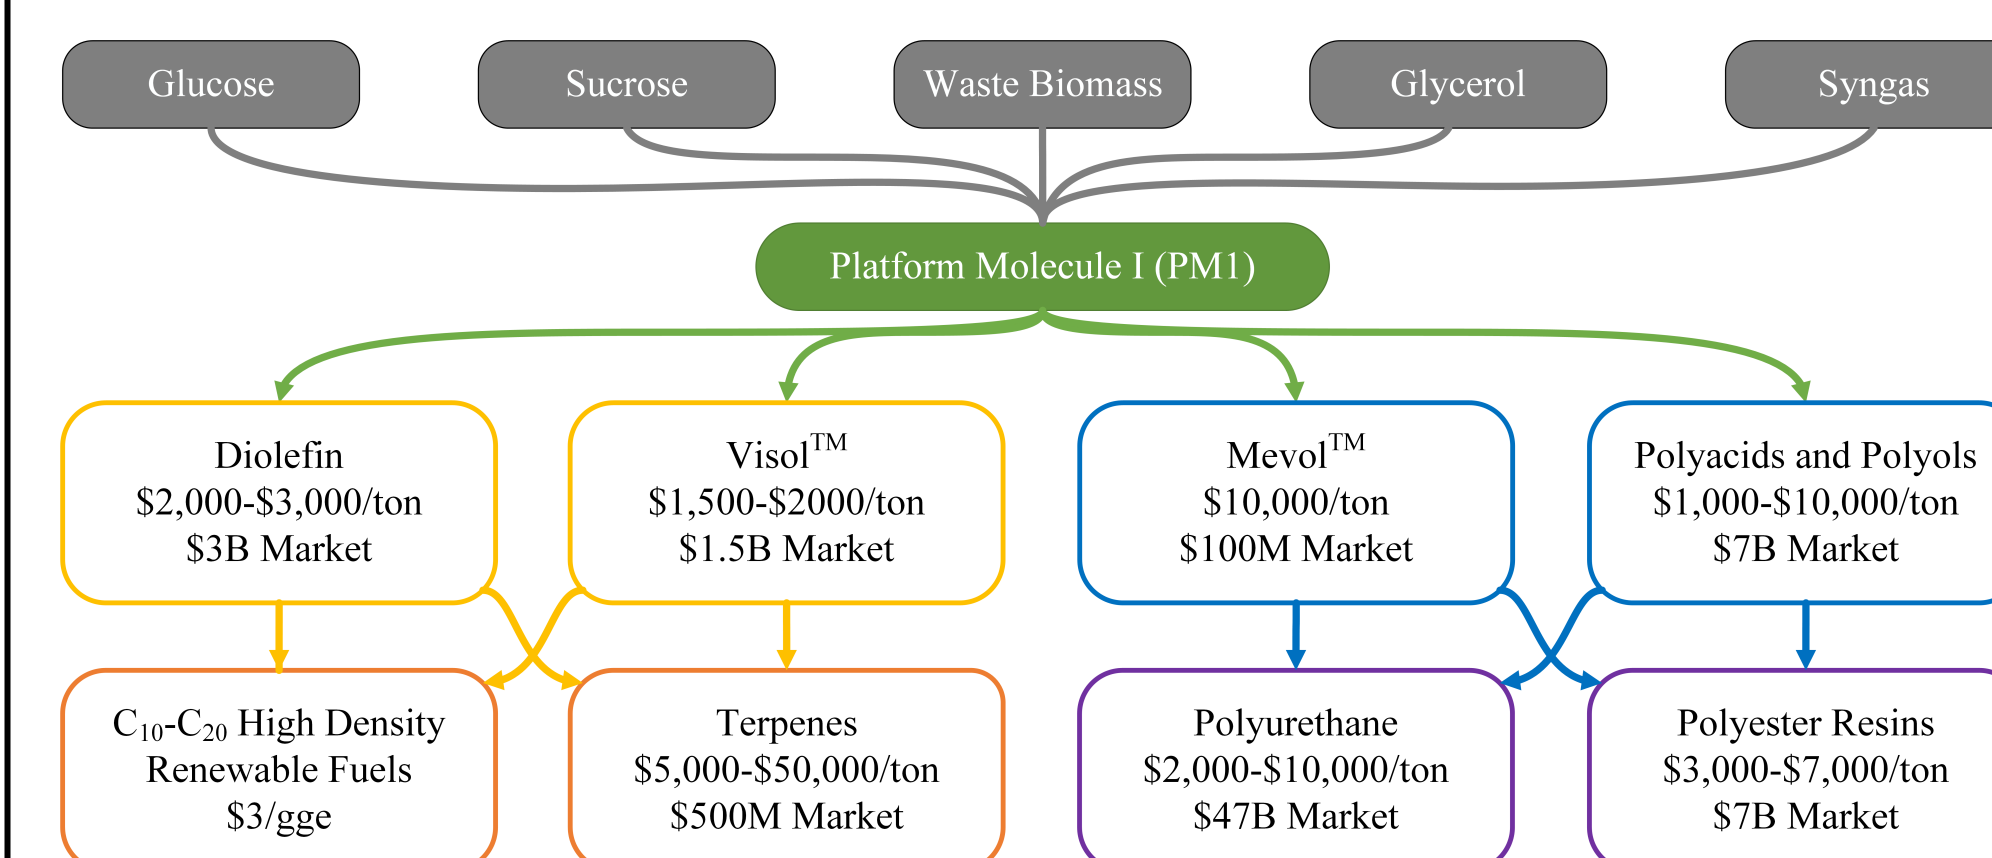 Glucose
Sucrose
Waste Biomass
Glycerol
Syngas
Platform Molecule I (PM1)
Diolefin
$2,000-$3,000/ton
$3B Market
Visol™
$1,500-$2000/ton
$1.5B Market
Mevol™
$10,000/ton
$100M Market
Polyacids and Polyols
$1,000-$10,000/ton
$7B Market
C₁₀-C₂₀ High Density
Renewable Fuels
$3/gge
Terpenes
$5,000-$50,000/ton
$500M Market
Polyurethane
$2,000-$10,000/ton
$47B Market
Polyester Resins
$3,000-$7,000/ton
$7B Market